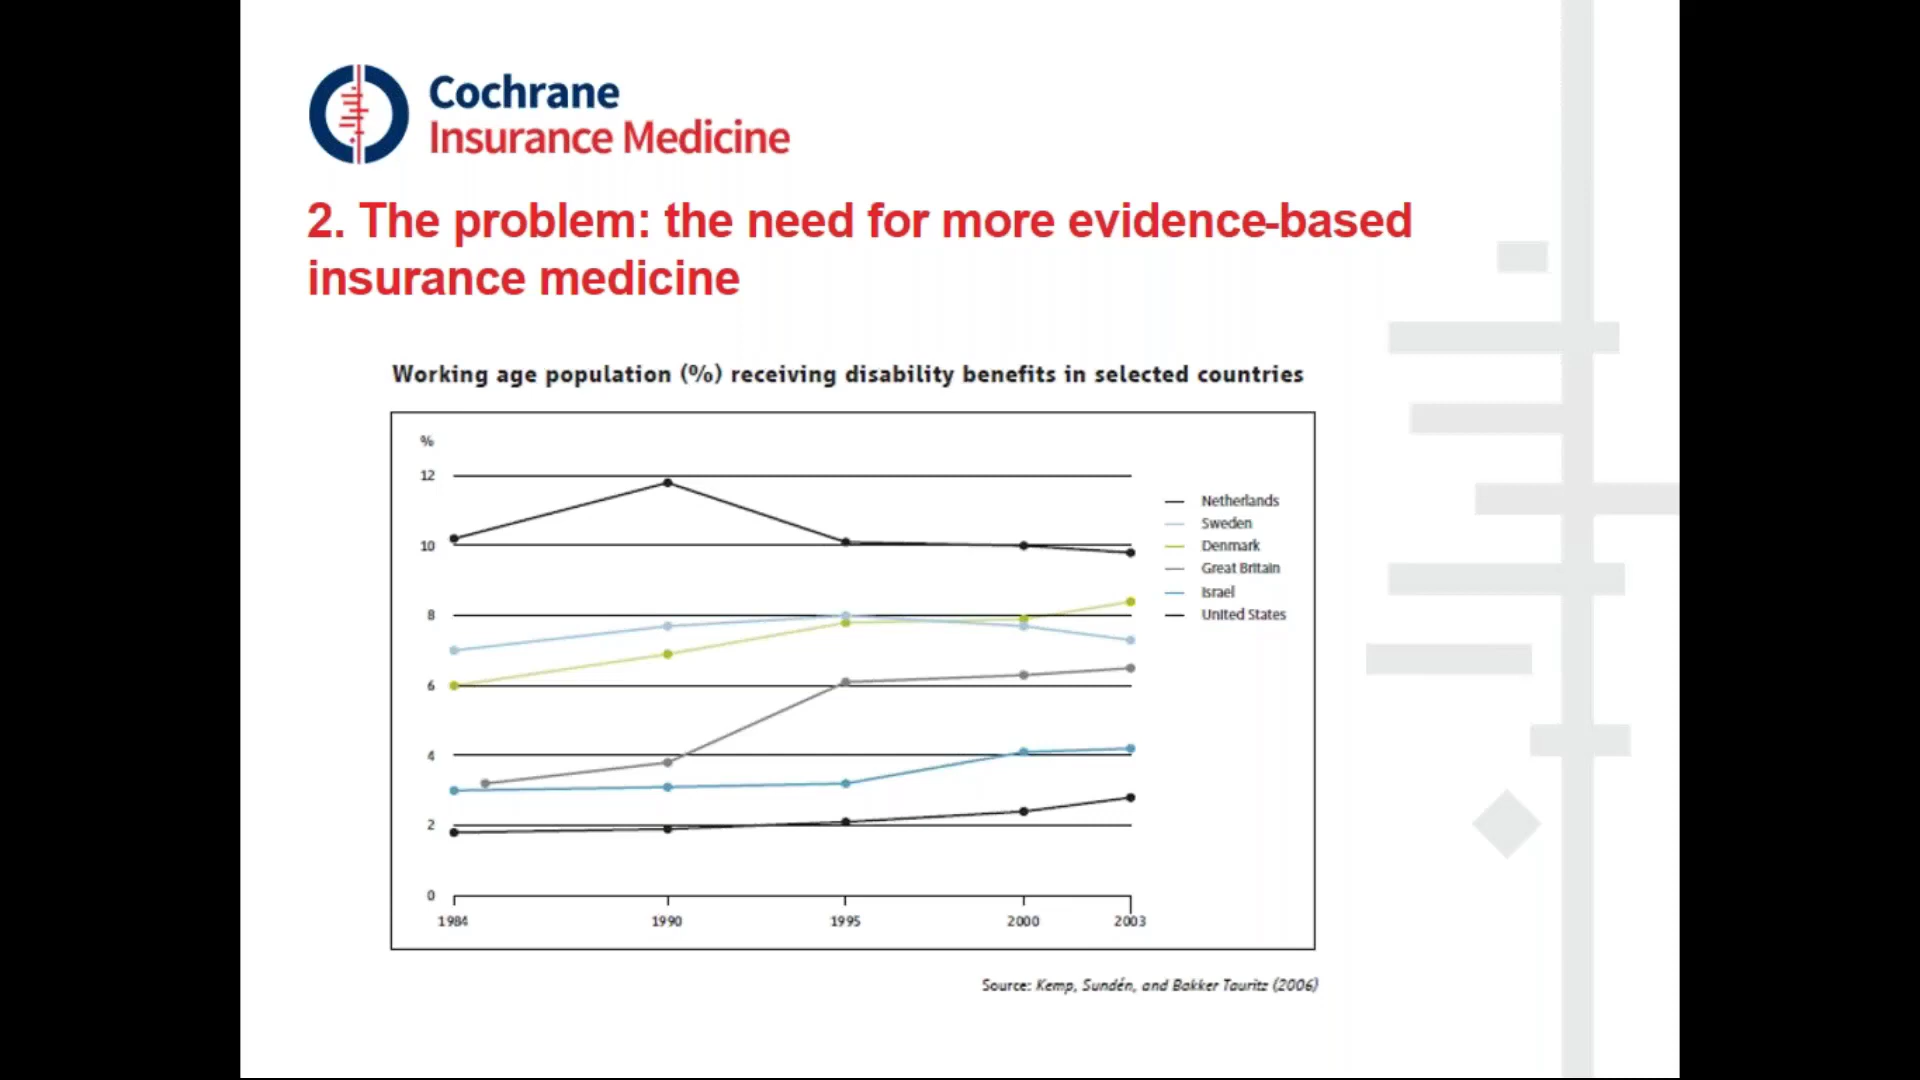 Cochrane
Insurance Medicine
2. The problem: the need for more evidence-based
insurance medicine
Working age population (%) receiving disability benefits in selected countries
%
12
10
8
6
4
2
0
1984
1990
1995
2000
2003
Netherlands
Sweden
Denmark
Great Britain
Israel
United States
Source: Kemp, Sundén, and Bakker Tauritz (2006)